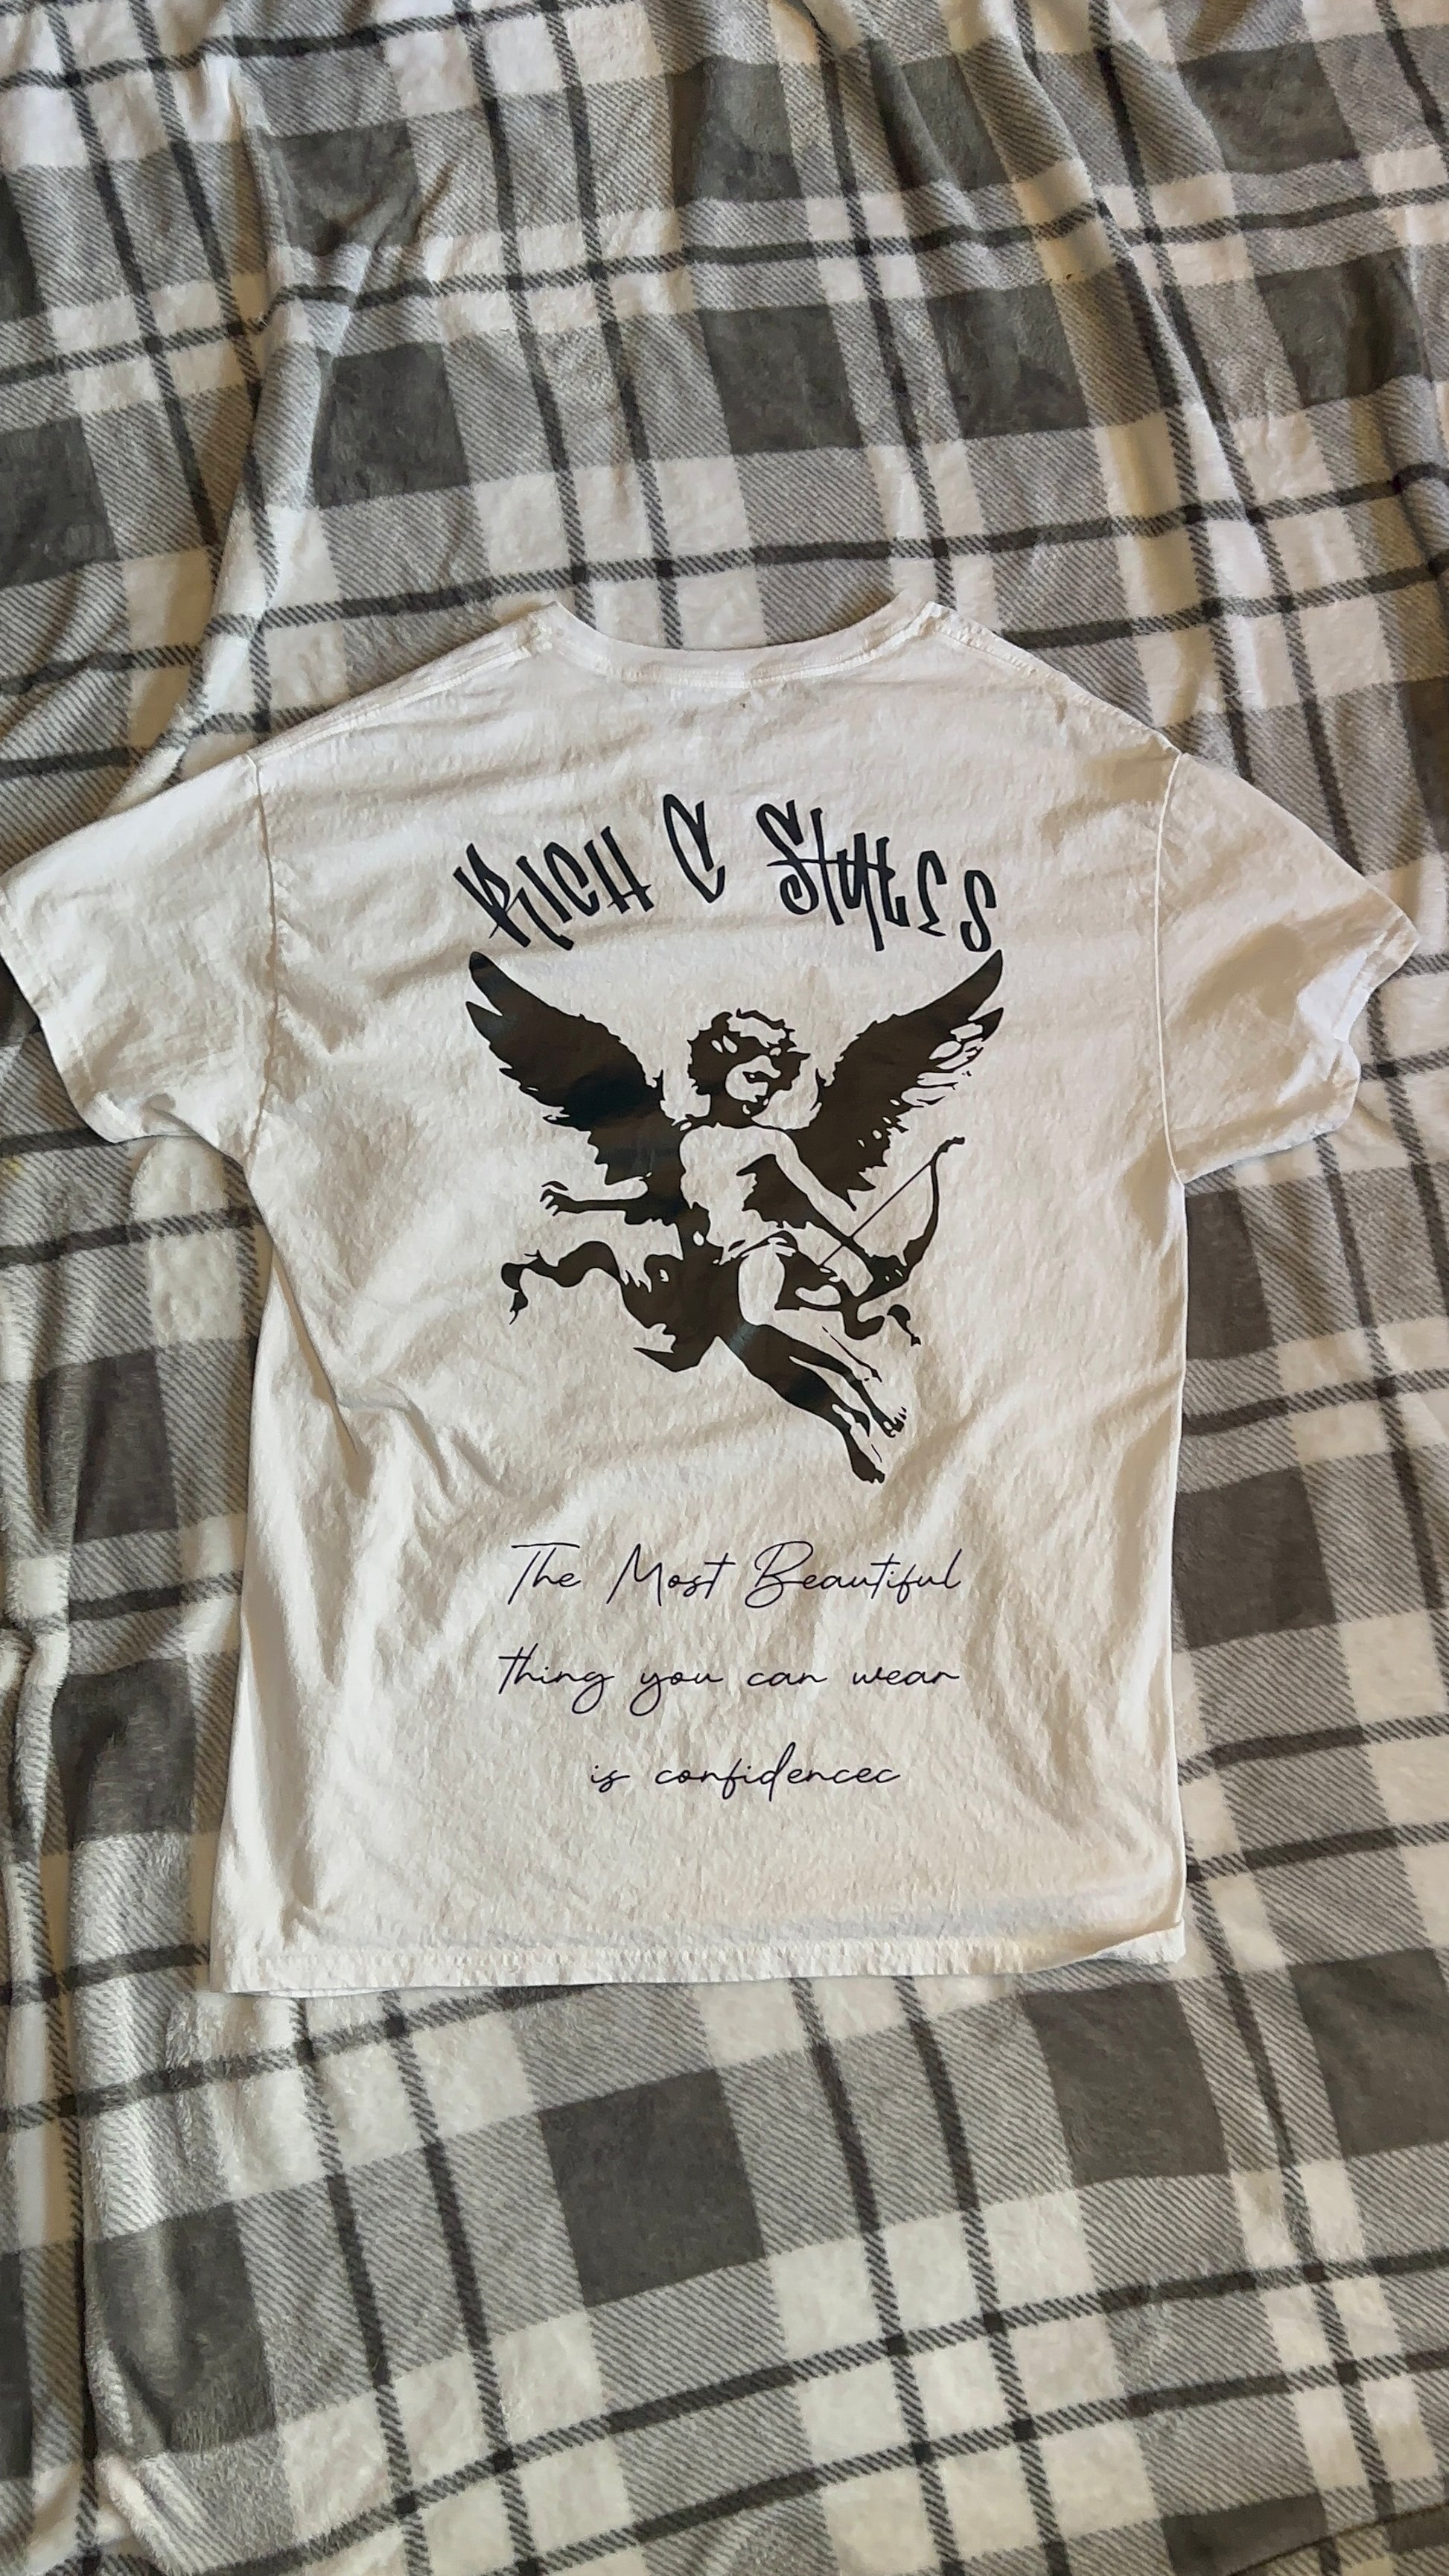 RICH C StylES
The Most Beautiful
thing you can wear
is confidencec